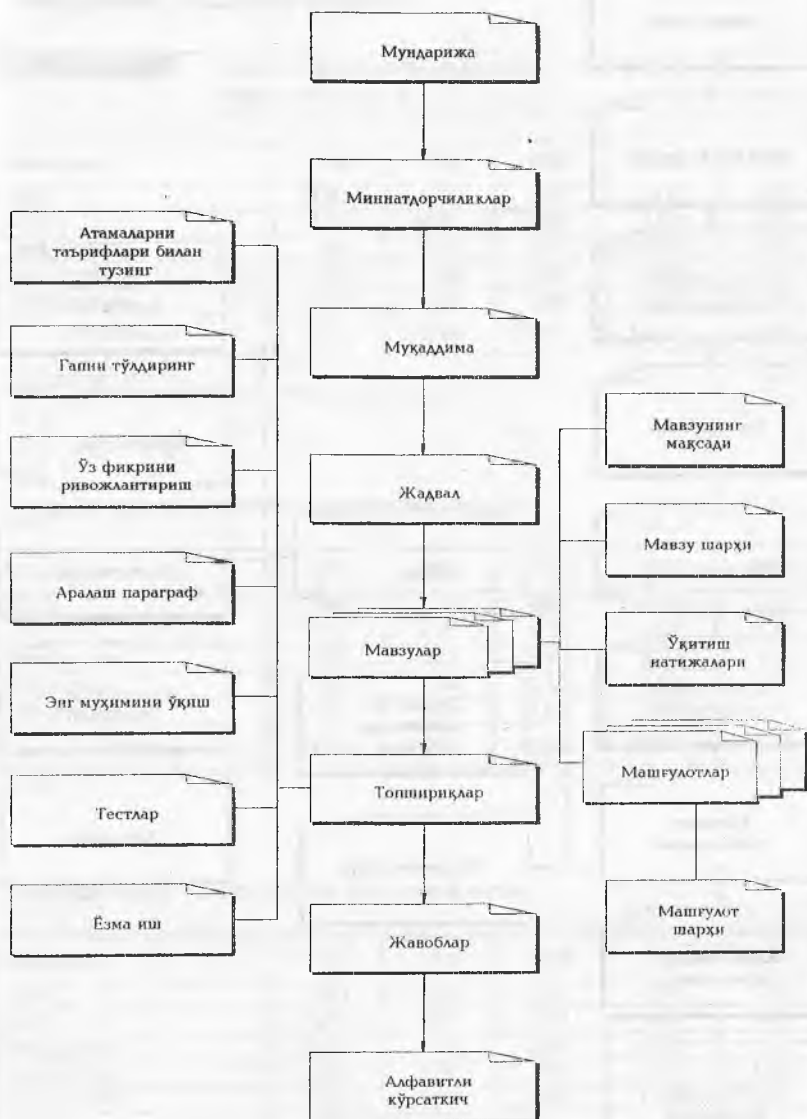 Мундарижа
Миннатдорчиликлар
Муқаддима
Жадвал
Мавзулар
Топшириқлар
Жавоблар
Алфавитли
кўрсаткич
Атамаларни
таърифлари билан
тузинг
Гапни тўлдиринг
Ўз фикрини
ривожлантириш
Аралаш параграф
Энг муҳимини ўқиш
Тестлар
Ёзма иш
Мавзунинг
мақсади
Мавзу шарҳи
Ўқитиш
натижалари
Машғулотлар
Машғулот
шарҳи